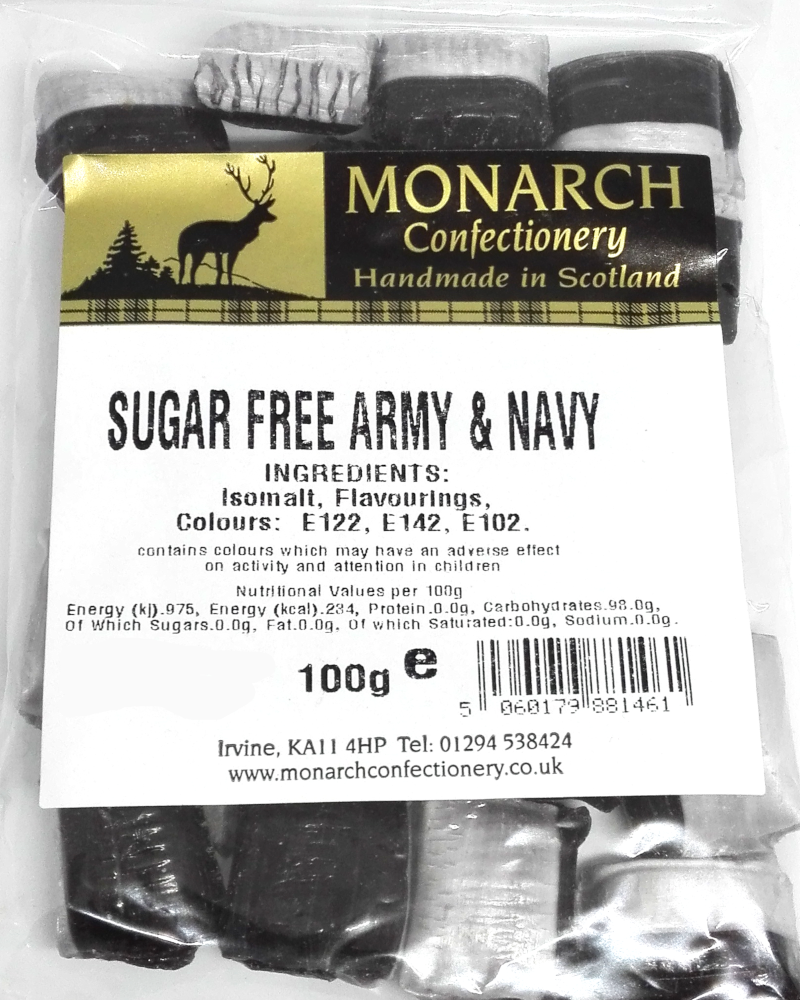 MONARCH
Confectionery
Handmade in Scotland
SUGAR FREE ARMY & NAVY
INGREDIENTS:
Isomalt, Flavourings,
Colours: E122, E142, E102.
contains colours which may have an adverse effect
on activity and attention in children
Nutritional Values per 100g
Energy (kj).975, Energy (kcal).234, Protein.0.0g, Carbohydrates.98.0g,
Of Which Sugars.0.0g, Fat.0.0g, Of which Saturated:0.0g, Sodium.0.0g.
100g e
5 060179 881461
Irvine, KA11 4HP Tel: 01294 538424
www.monarchconfectionery.co.uk